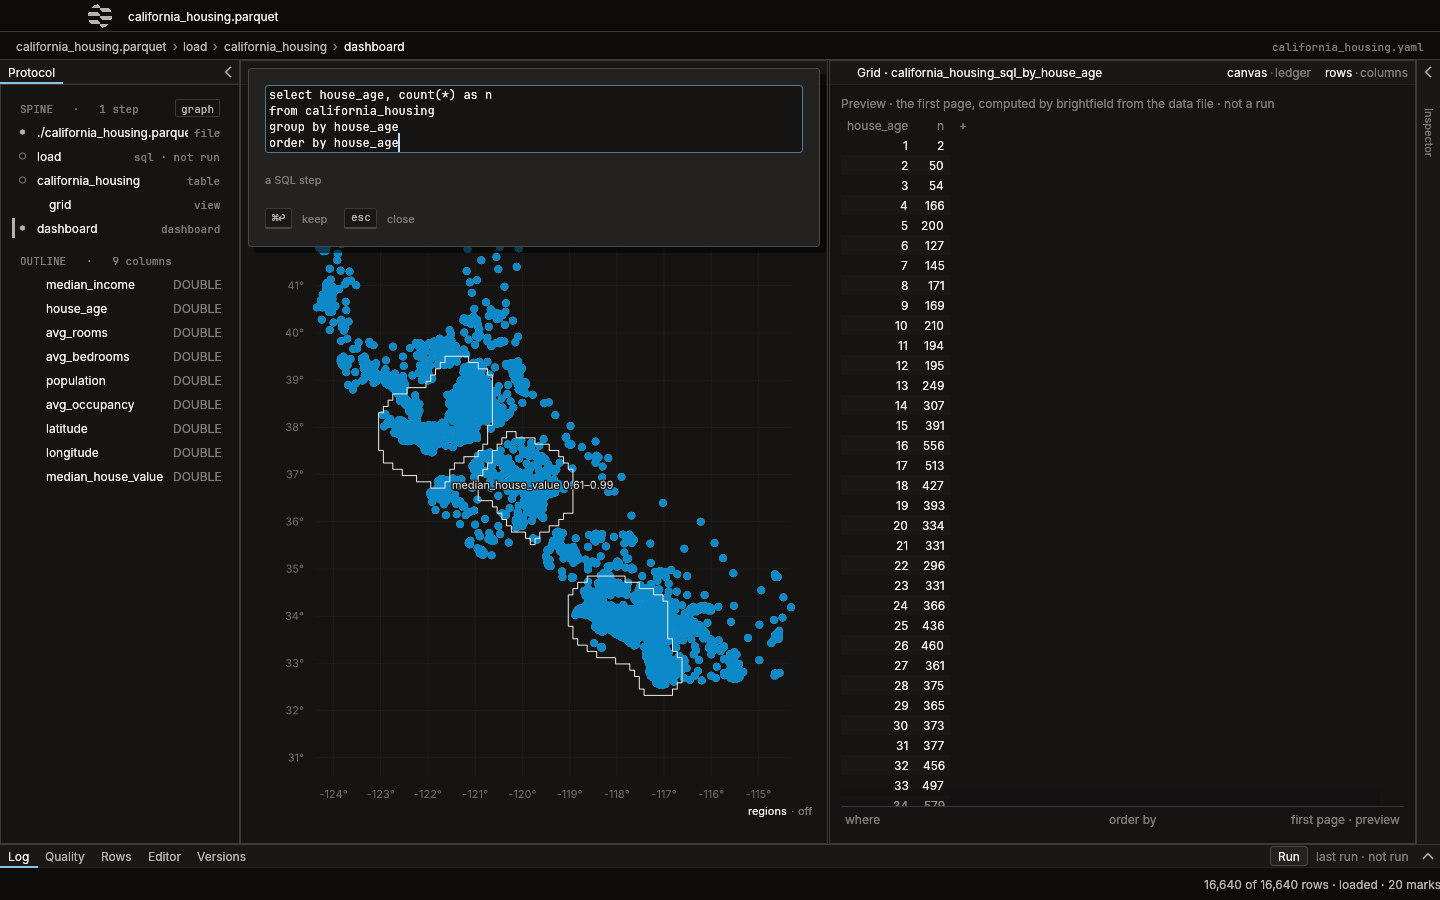 california_housing.parquet
california_housing.parquet › load › california_housing › dashboard
california_housing.yaml
Protocol
SPINE · 1 step graph
./california_housing.parque file
load sql · not run
california_housing table
grid view
dashboard dashboard
OUTLINE · 9 columns
median_income DOUBLE
house_age DOUBLE
avg_rooms DOUBLE
avg_bedrooms DOUBLE
population DOUBLE
avg_occupancy DOUBLE
latitude DOUBLE
longitude DOUBLE
median_house_value DOUBLE
select house_age, count(*) as n
from california_housing
group by house_age
order by house_age
a SQL step
⌘↩ keep esc close
41°
40°
39°
38°
37°
median_house_value 0.61–0.99
36°
35°
34°
33°
32°
31°
-124° -123° -122° -121° -120° -119° -118° -117° -116° -115°
regions · off
Grid · california_housing_sql_by_house_age canvas · ledger rows · columns
Preview · the first page, computed by brightfield from the data file · not a run
house_age n +
1 2
2 50
3 54
4 166
5 200
6 127
7 145
8 171
9 169
10 210
11 194
12 195
13 249
14 307
15 391
16 556
17 513
18 427
19 393
20 334
21 331
22 296
23 331
24 366
25 436
26 460
27 361
28 375
29 365
30 373
31 377
32 456
33 497
34 579
where order by first page · preview
Inspector
Log Quality Rows Editor Versions
Run last run · not run
16,640 of 16,640 rows · loaded · 20 marks